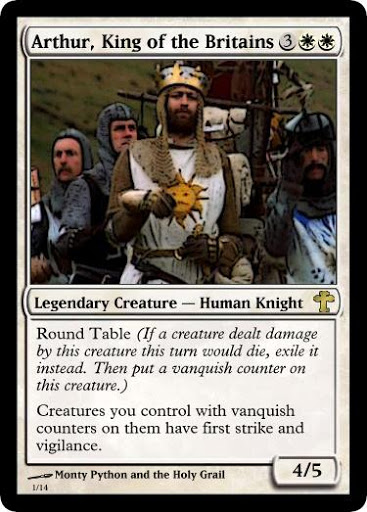 Arthur, King of the Britains 3
Legendary Creature — Human Knight
Round Table (If a creature dealt damage
by this creature this turn would die, exile it
instead. Then put a vanquish counter on
this creature.)
Creatures you control with vanquish
counters on them have first strike and
vigilance.
Monty Python and the Holy Grail
4/5
1/14